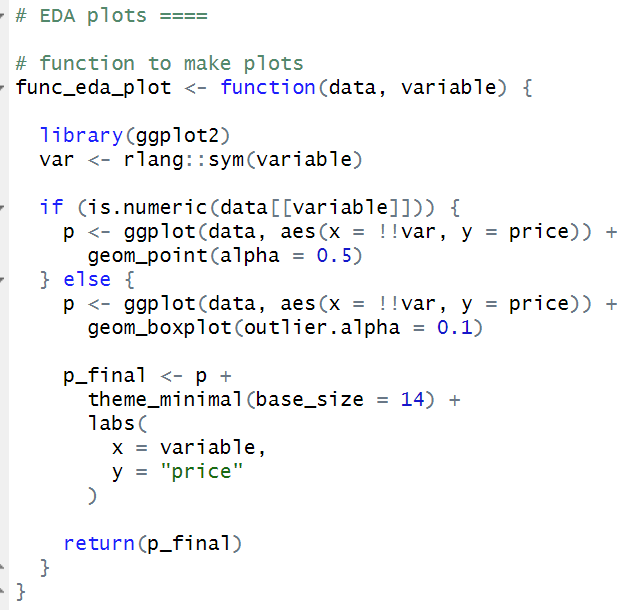 # EDA plots ====
# function to make plots
func_eda_plot <- function(data, variable) {
library(ggplot2)
var <- rlang::sym(variable)
if (is.numeric(data[[variable]])) {
p <- ggplot(data, aes(x = !!var, y = price)) +
geom_point(alpha = 0.5)
} else {
p <- ggplot(data, aes(x = !!var, y = price)) +
geom_boxplot(outlier.alpha = 0.1)
p_final <- p +
theme_minimal(base_size = 14) +
labs(
x = variable,
y = "price"
)
return(p_final)
}
}